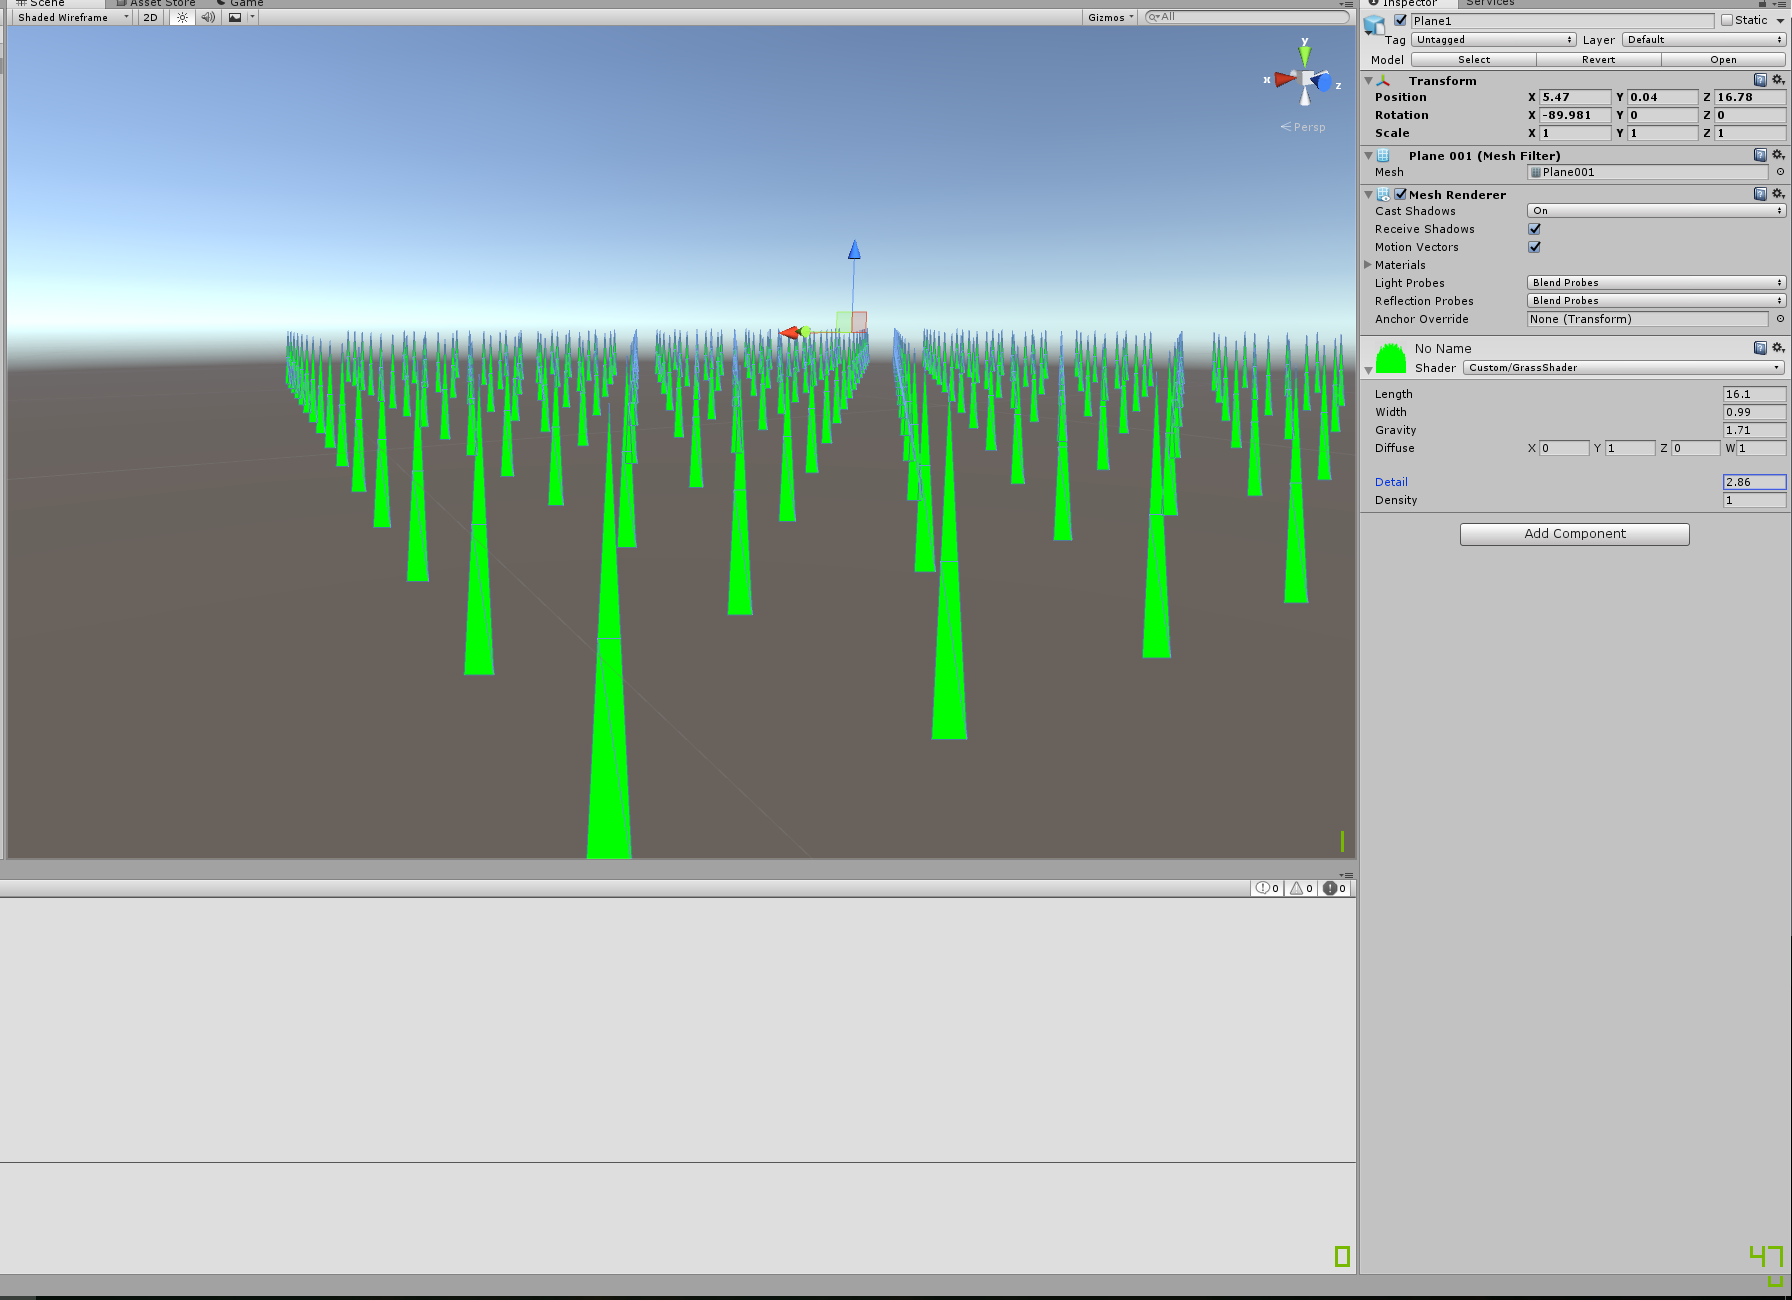 Scene Asset Store Game
Shaded Wireframe 2D Gizmos All
y
x
z
Persp
0 0 0
0
Inspector Services
Plane1 Static
Tag Untagged Layer Default
Model Select Revert Open
Transform
Position X 5.47 Y 0.04 Z 16.78
Rotation X -89.981 Y 0 Z 0
Scale X 1 Y 1 Z 1
Plane 001 (Mesh Filter)
Mesh Plane001
Mesh Renderer
Cast Shadows On
Receive Shadows
Motion Vectors
Materials
Light Probes Blend Probes
Reflection Probes Blend Probes
Anchor Override None (Transform)
No Name
Shader Custom/GrassShader
Length 16.1
Width 0.99
Gravity 1.71
Diffuse X 0 Y 1 Z 0 W 1
Detail 2.86
Density 1
Add Component
47